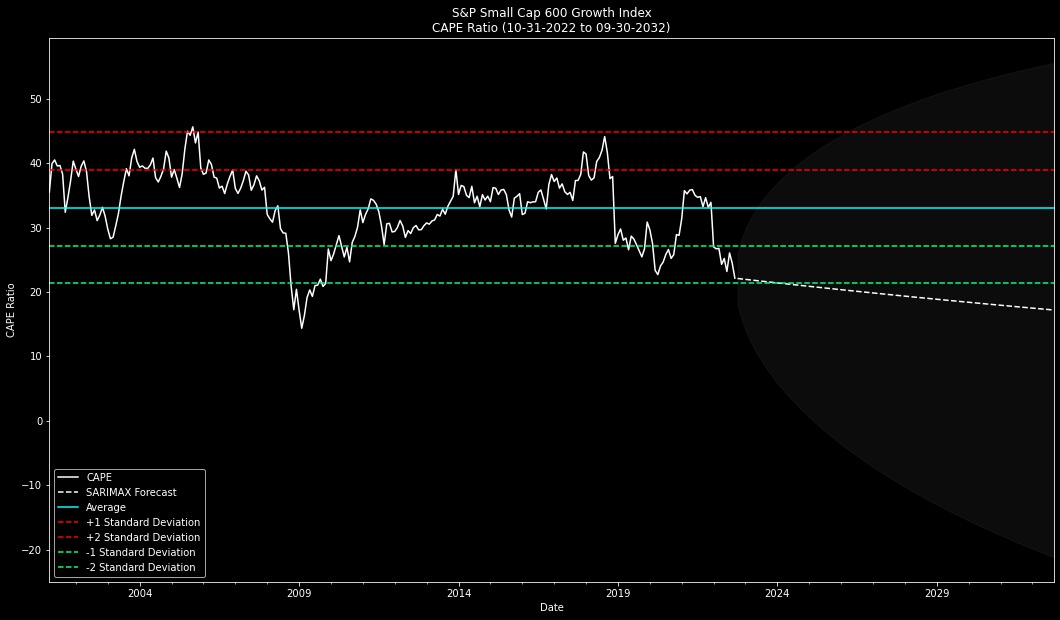 S&P Small Cap 600 Growth Index
CAPE Ratio (10-31-2022 to 09-30-2032)
CAPE Ratio
50
40
30
20
10
0
−10
−20
CAPE
SARIMAX Forecast
Average
+1 Standard Deviation
+2 Standard Deviation
-1 Standard Deviation
-2 Standard Deviation
2004
2009
2014
2019
2024
2029
Date